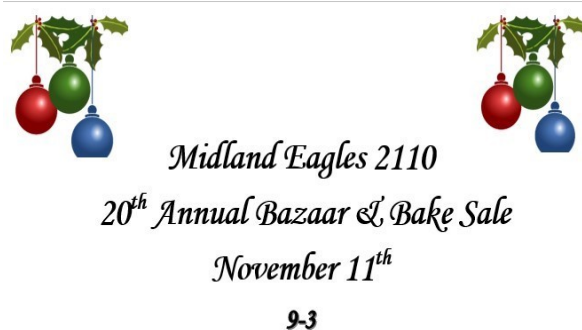 Midland Eagles 2110
20th Annual Bazaar & Bake Sale
November 11th
9-3